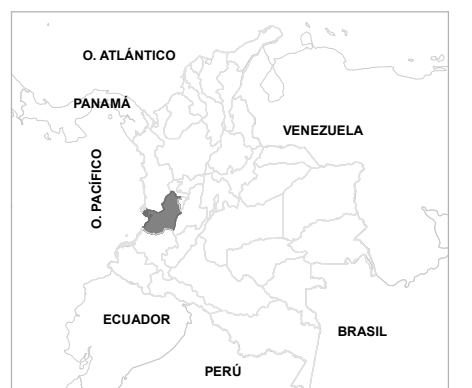 O. ATLÁNTICO
PANAMÁ
VENEZUELA
O. PACÍFICO
ECUADOR
BRASIL
PERÚ